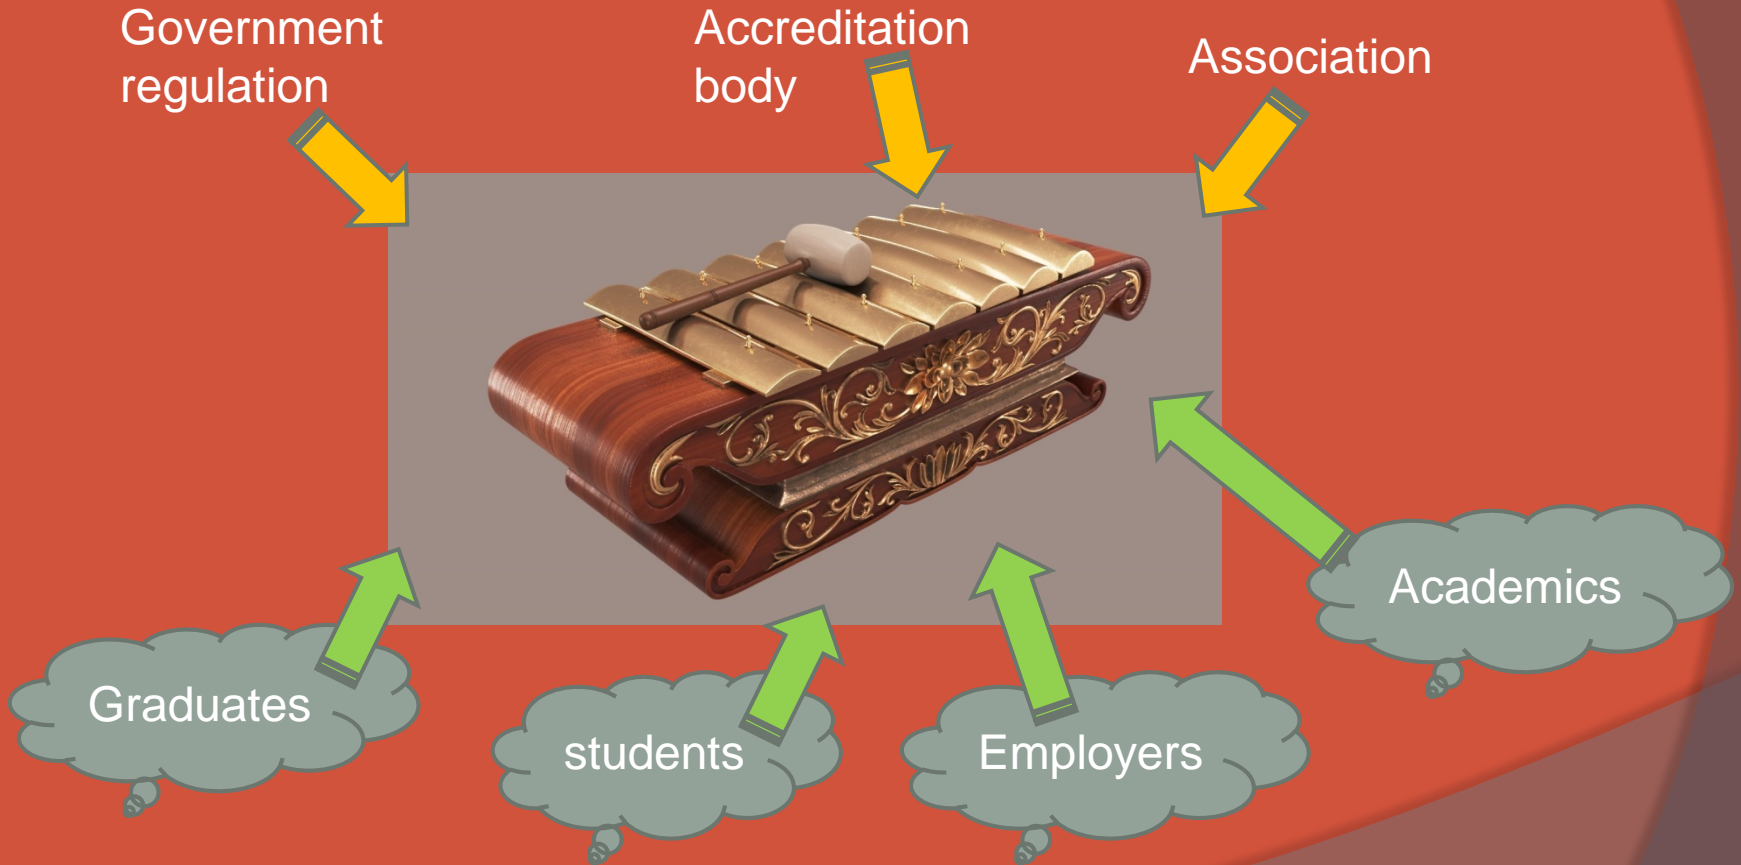 Government
regulation
Accreditation
body
Association
Academics
Graduates
students
Employers